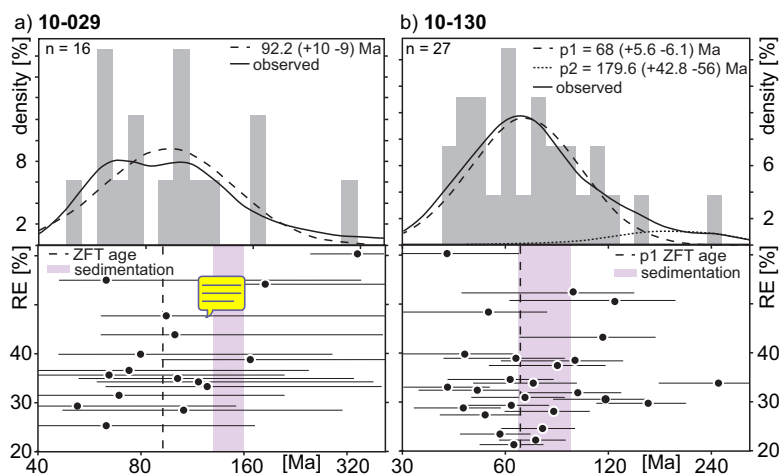 a) 10-029
n = 16
92.2 (+10 -9) Ma
observed
density [%]
8
2
ZFT age
sedimentation
RE [%]
40
30
20
40
80
160
[Ma]
320
b) 10-130
n = 27
p1 = 68 (+5.6 -6.1) Ma
p2 = 179.6 (+42.8 -56) Ma
observed
density [%]
6
2
p1 ZFT age
sedimentation
RE [%]
40
30
20
30
60
120
[Ma]
240